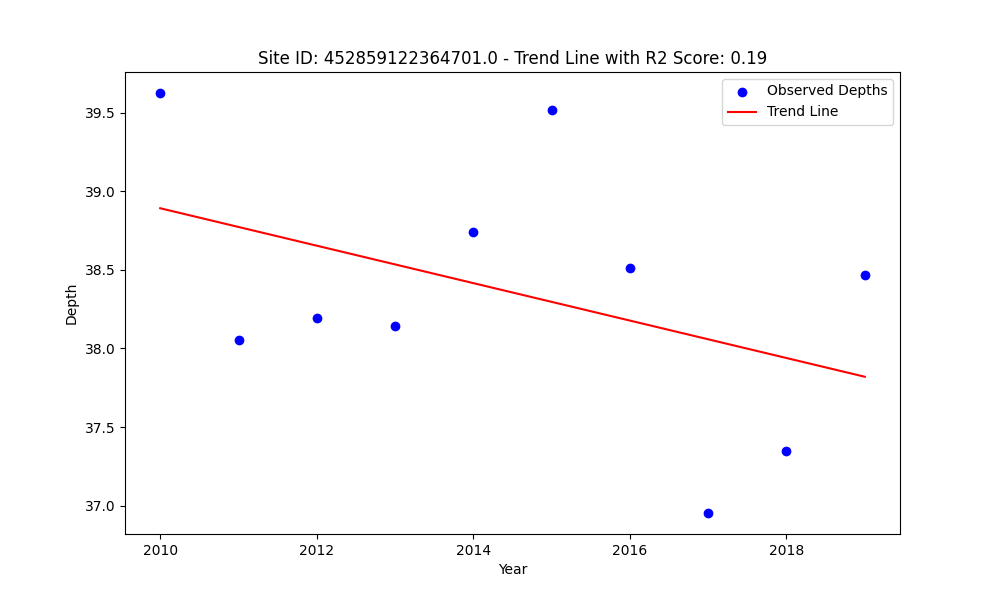 Site ID: 452859122364701.0 - Trend Line with R2 Score: 0.19
Observed Depths
Trend Line
39.5
39.0
38.5
38.0
37.5
37.0
Depth
2010
2012
2014
2016
2018
Year